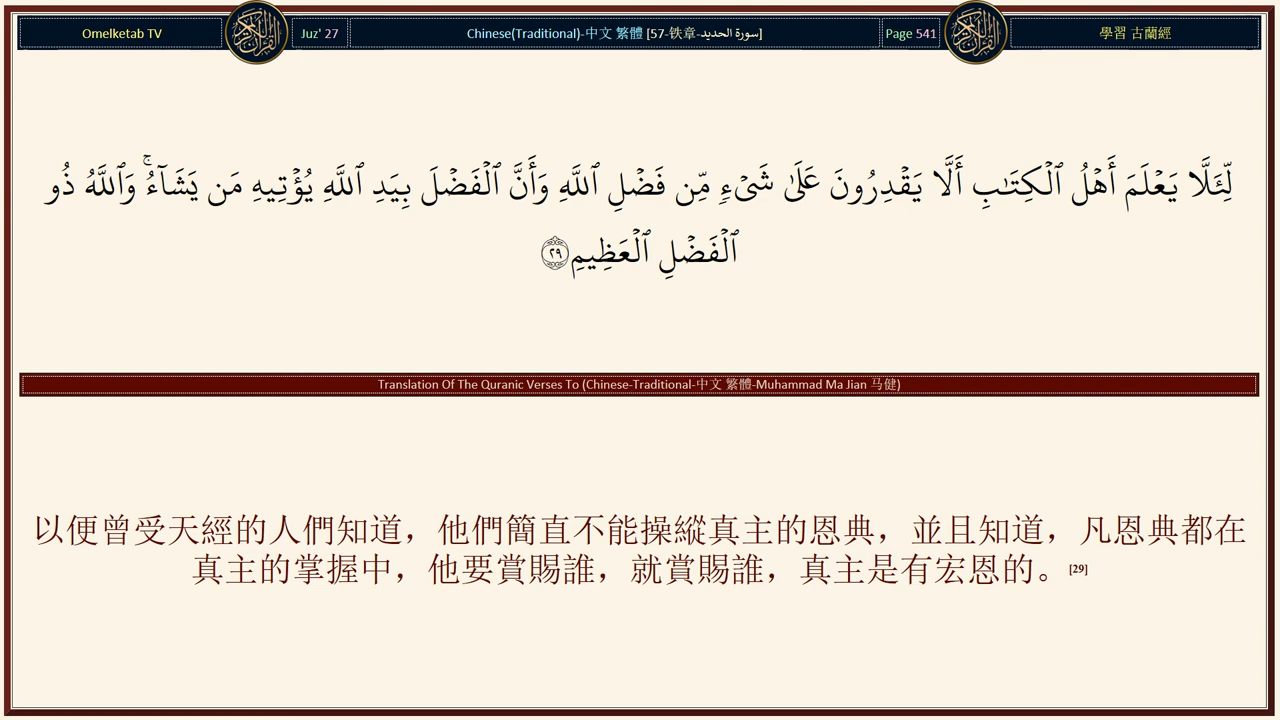 Omelketab TV
Juz' 27
Chinese(Traditional)-中文 繁體 [57-铁章-سورة الحديد]
Page 541
學習 古蘭經
لِّئَلَّا يَعْلَمَ أَهْلُ ٱلْكِتَـٰبِ أَلَّا يَقْدِرُونَ عَلَىٰ شَىْءٍ مِّن فَضْلِ ٱللَّهِ وَأَنَّ ٱلْفَضْلَ بِيَدِ ٱللَّهِ يُؤْتِيهِ مَن يَشَآءُ ۚ وَٱللَّهُ ذُو
ٱلْفَضْلِ ٱلْعَظِيمِ ٢٩
Translation Of The Quranic Verses To (Chinese-Traditional-中文 繁體-Muhammad Ma Jian 马健)
以便曾受天經的人們知道，他們簡直不能操縱真主的恩典，並且知道，凡恩典都在
真主的掌握中，他要賞賜誰，就賞賜誰，真主是有宏恩的。[29]